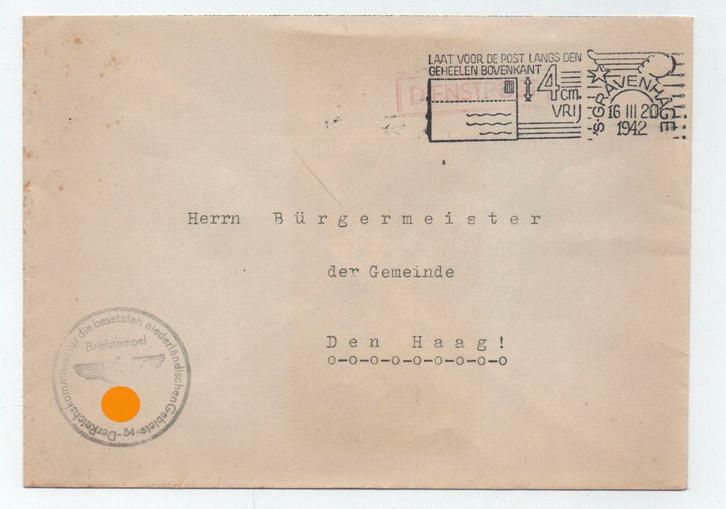 LAAT VOOR DE POST LANGS DEN
GEHEELEN BOVENKANT 4 cm.
VRIJ
'S-GRAVENHAGE
16 III 20
1942
DIENSTPOST
Herrn Bürgermeister
der Gemeinde
Den Haag!
o-o-o-o-o-o-o-o-o
Der Reichskommissar für die besetzten niederländischen Gebiete
Briefstempel